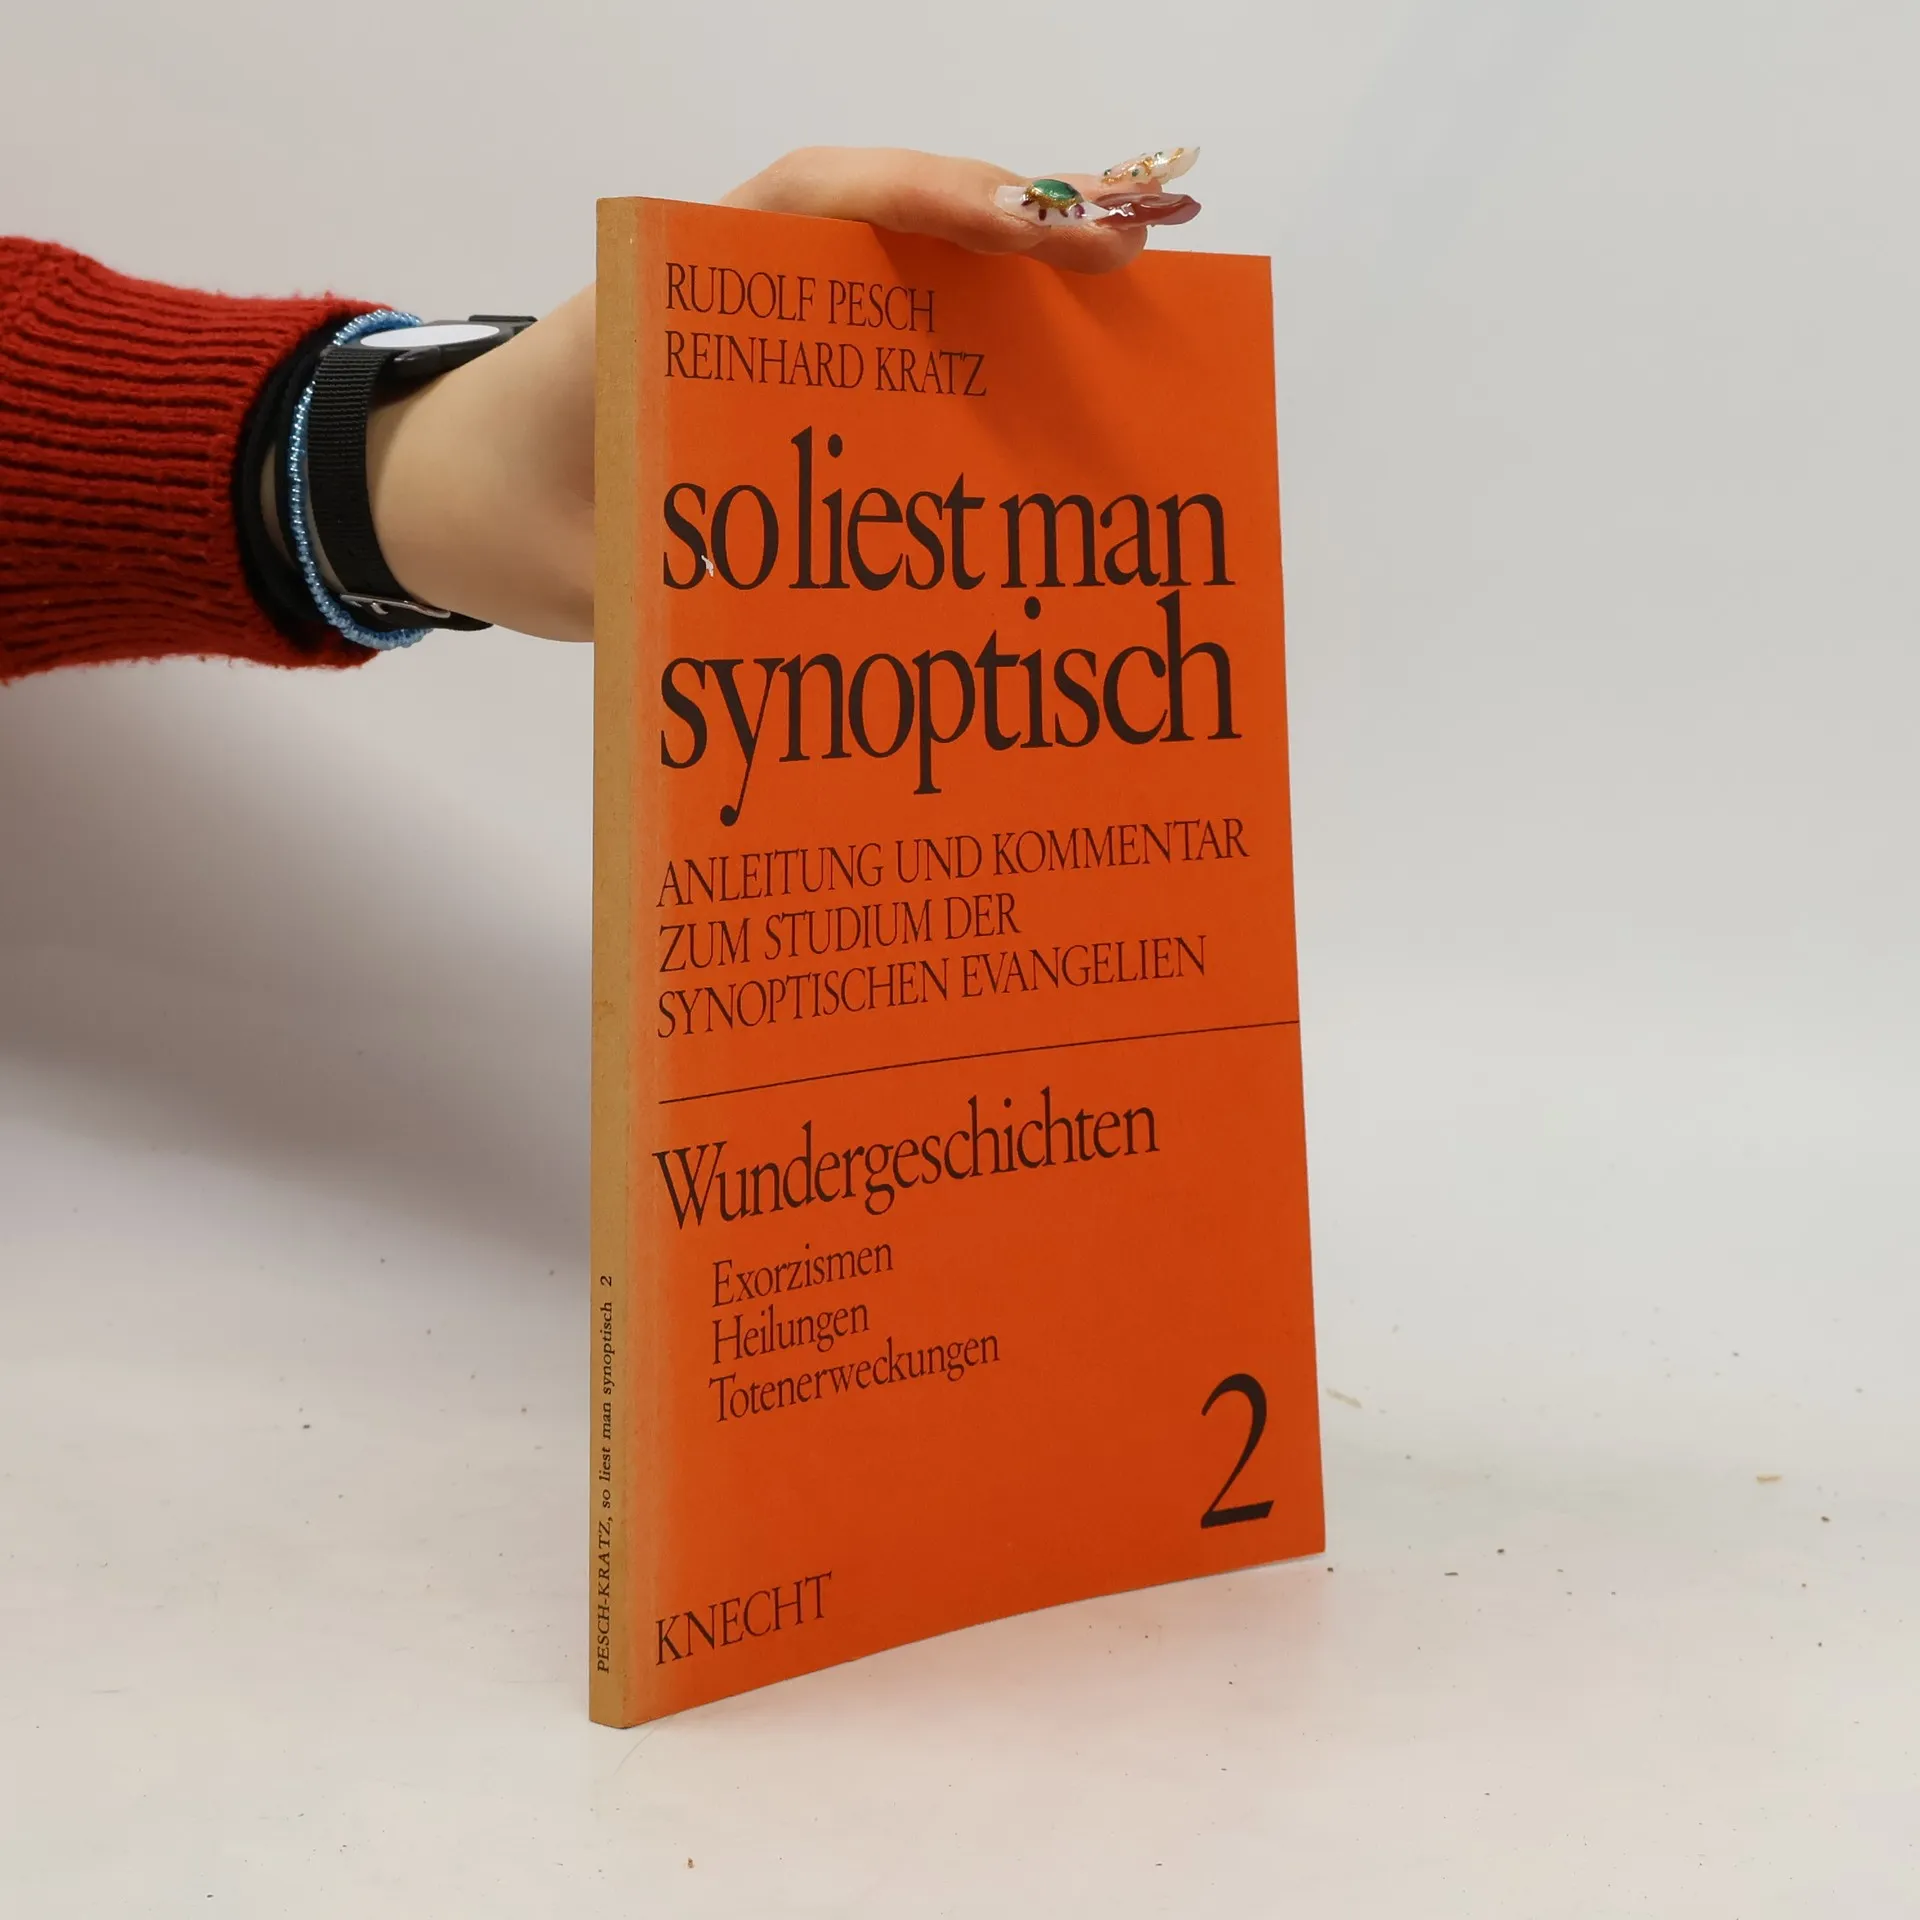 RUDOLF PESCH
REINHARD KRATZ
so liest man
synoptisch
ANLEITUNG UND KOMMENTAR
ZUM STUDIUM DER
SYNOPTISCHEN EVANGELIEN
Wundergeschichten
Exorzismen
Heilungen
Totenerweckungen
2
KNECHT
PESCH-KRATZ, so liest man synoptisch 2